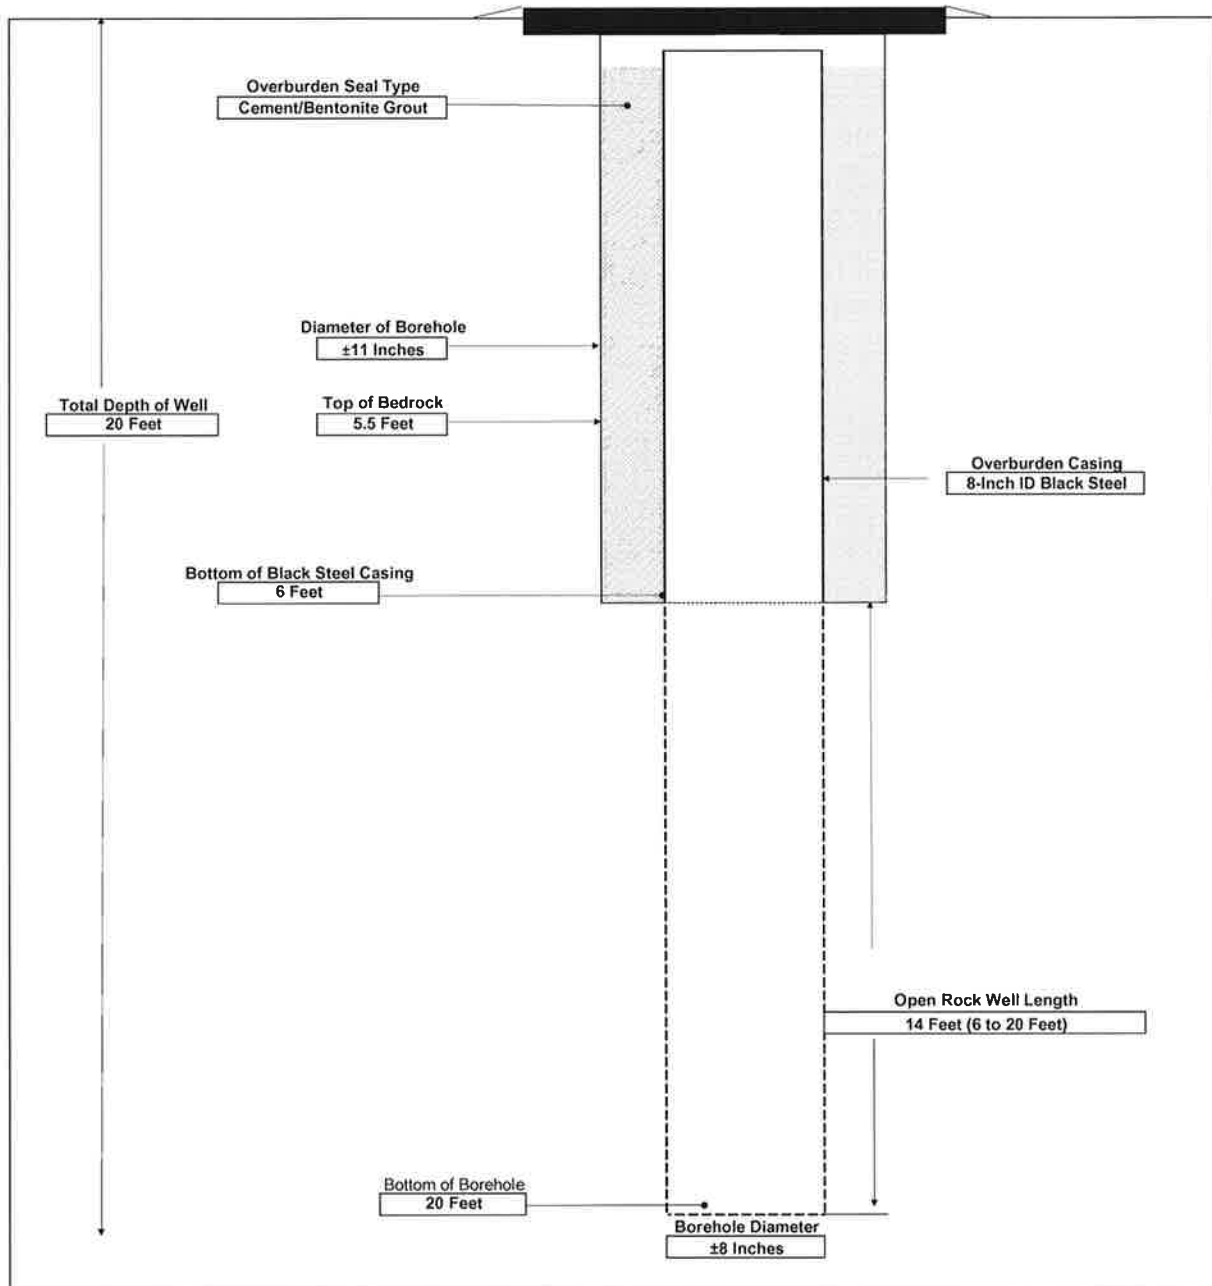 Overburden Seal Type
Cement/Bentonite Grout
Diameter of Borehole
±11 Inches
Total Depth of Well
20 Feet
Top of Bedrock
5.5 Feet
Overburden Casing
8-Inch ID Black Steel
Bottom of Black Steel Casing
6 Feet
Open Rock Well Length
14 Feet (6 to 20 Feet)
Bottom of Borehole
20 Feet
Borehole Diameter
±8 Inches